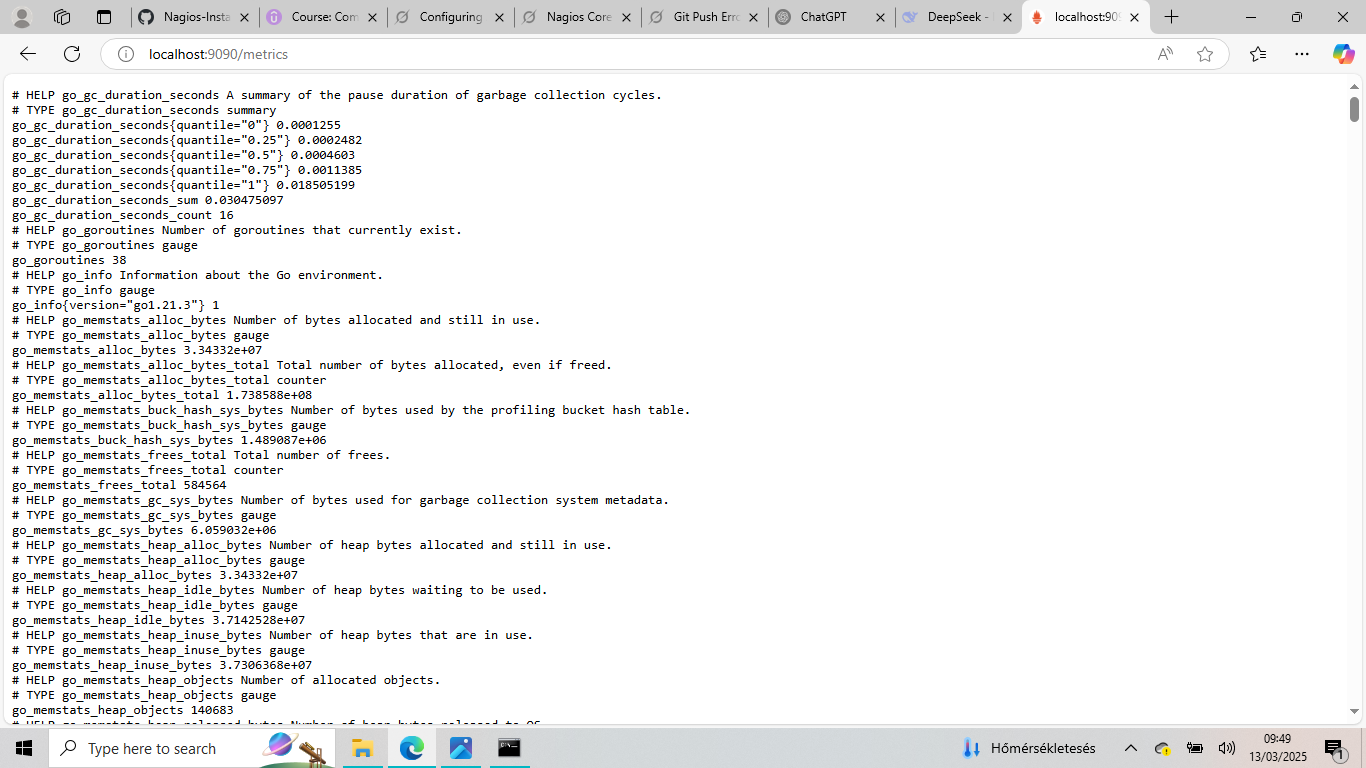 Nagios-Insta
Course: Com
Configuring
Nagios Core
Git Push Erro
ChatGPT
DeepSeek -
localhost:909
localhost:9090/metrics
# HELP go_gc_duration_seconds A summary of the pause duration of garbage collection cycles.
# TYPE go_gc_duration_seconds summary
go_gc_duration_seconds{quantile="0"} 0.0001255
go_gc_duration_seconds{quantile="0.25"} 0.0002482
go_gc_duration_seconds{quantile="0.5"} 0.0004603
go_gc_duration_seconds{quantile="0.75"} 0.0011385
go_gc_duration_seconds{quantile="1"} 0.018505199
go_gc_duration_seconds_sum 0.030475097
go_gc_duration_seconds_count 16
# HELP go_goroutines Number of goroutines that currently exist.
# TYPE go_goroutines gauge
go_goroutines 38
# HELP go_info Information about the Go environment.
# TYPE go_info gauge
go_info{version="go1.21.3"} 1
# HELP go_memstats_alloc_bytes Number of bytes allocated and still in use.
# TYPE go_memstats_alloc_bytes gauge
go_memstats_alloc_bytes 3.34332e+07
# HELP go_memstats_alloc_bytes_total Total number of bytes allocated, even if freed.
# TYPE go_memstats_alloc_bytes_total counter
go_memstats_alloc_bytes_total 1.738588e+08
# HELP go_memstats_buck_hash_sys_bytes Number of bytes used by the profiling bucket hash table.
# TYPE go_memstats_buck_hash_sys_bytes gauge
go_memstats_buck_hash_sys_bytes 1.489087e+06
# HELP go_memstats_frees_total Total number of frees.
# TYPE go_memstats_frees_total counter
go_memstats_frees_total 584564
# HELP go_memstats_gc_sys_bytes Number of bytes used for garbage collection system metadata.
# TYPE go_memstats_gc_sys_bytes gauge
go_memstats_gc_sys_bytes 6.059032e+06
# HELP go_memstats_heap_alloc_bytes Number of heap bytes allocated and still in use.
# TYPE go_memstats_heap_alloc_bytes gauge
go_memstats_heap_alloc_bytes 3.34332e+07
# HELP go_memstats_heap_idle_bytes Number of heap bytes waiting to be used.
# TYPE go_memstats_heap_idle_bytes gauge
go_memstats_heap_idle_bytes 3.7142528e+07
# HELP go_memstats_heap_inuse_bytes Number of heap bytes that are in use.
# TYPE go_memstats_heap_inuse_bytes gauge
go_memstats_heap_inuse_bytes 3.7306368e+07
# HELP go_memstats_heap_objects Number of allocated objects.
# TYPE go_memstats_heap_objects gauge
go_memstats_heap_objects 140683
# HELP go_memstats_heap_released_bytes Number of heap bytes released to OS.
Type here to search
Hőmérsékletesés
09:49
13/03/2025
1